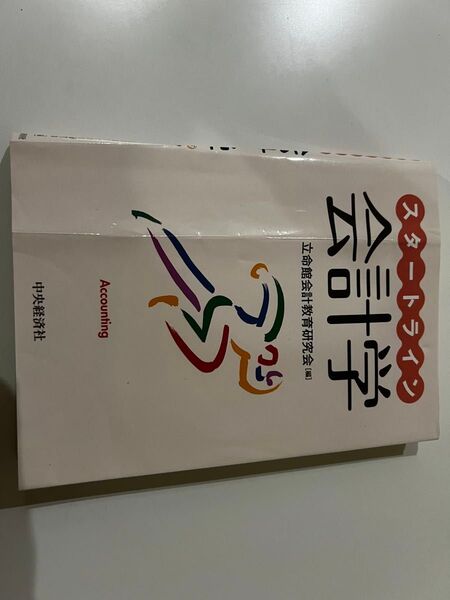 スタートライン
会計学
立命館会計教育研究会[編]
Accounting
中央経済社